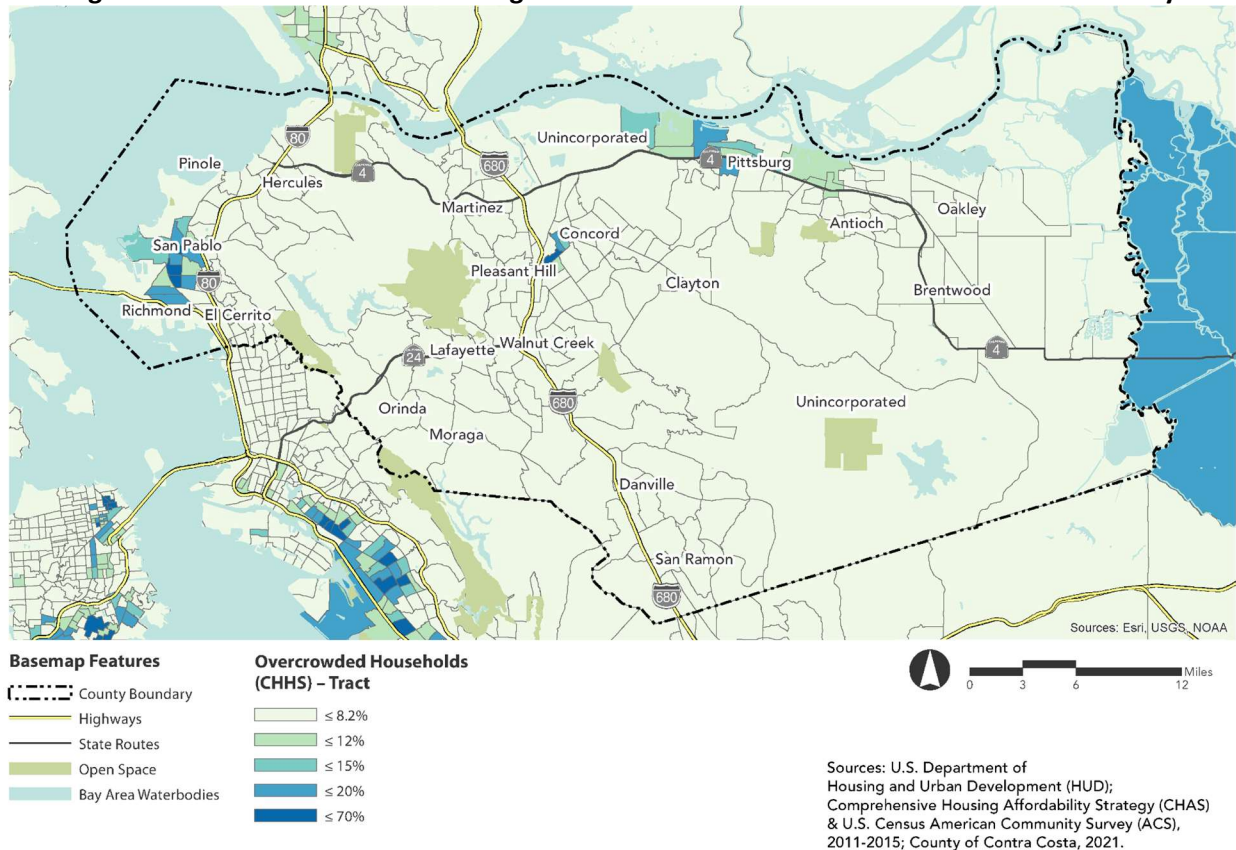 80
680
Unincorporated
Pinole
4
4
Pittsburg
Hercules
Martinez
Oakley
Antioch
San Pablo
Concord
Pleasant Hill
80
Clayton
Brentwood
Richmond
El Cerrito
Walnut Creek
Lafayette
24
4
Orinda
680
Unincorporated
Moraga
Danville
San Ramon
680
Sources: Esri, USGS, NOAA
Basemap Features
County Boundary
Highways
State Routes
Open Space
Bay Area Waterbodies
Overcrowded Households
(CHHS) – Tract
≤ 8.2%
≤ 12%
≤ 15%
≤ 20%
≤ 70%
Miles
0 3 6 12
Sources: U.S. Department of
Housing and Urban Development (HUD);
Comprehensive Housing Affordability Strategy (CHAS)
& U.S. Census American Community Survey (ACS),
2011-2015; County of Contra Costa, 2021.